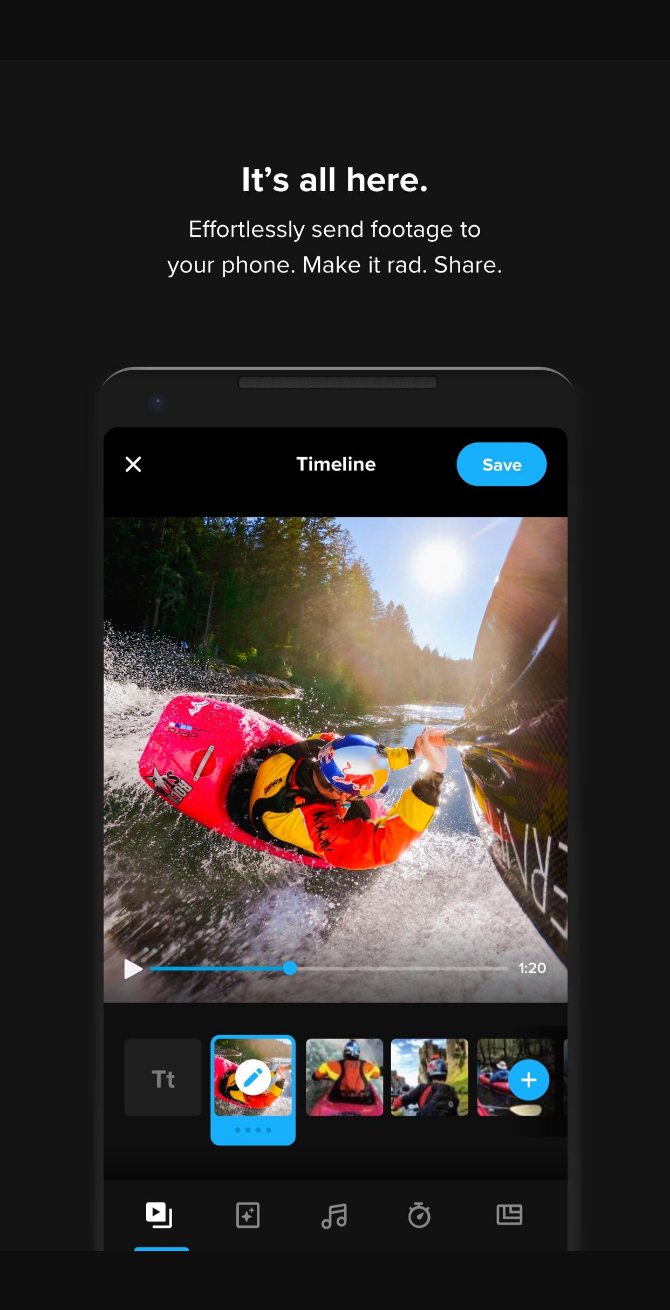 It’s all here.
Effortlessly send footage to
your phone. Make it rad. Share.
Timeline
Save
1:20
Tt